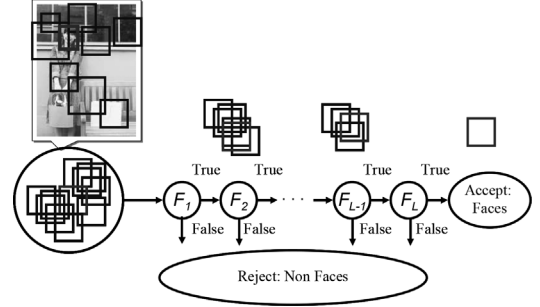 True True True True
F1 F2 · · · · FL-1 FL Accept:
Faces
False False False False
Reject: Non Faces